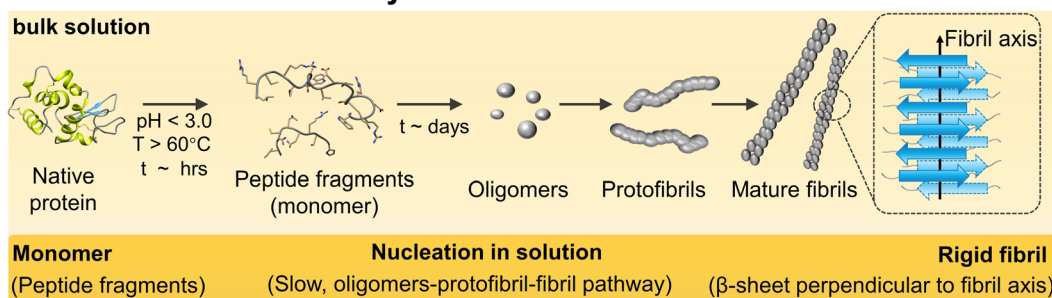 bulk solution
Native
protein
pH < 3.0
T > 60°C
t ~ hrs
Peptide fragments
(monomer)
t ~ days
Oligomers
Protofibrils
Mature fibrils
Fibril axis
Monomer
(Peptide fragments)
Nucleation in solution
(Slow, oligomers-protofibril-fibril pathway)
Rigid fibril
(β-sheet perpendicular to fibril axis)